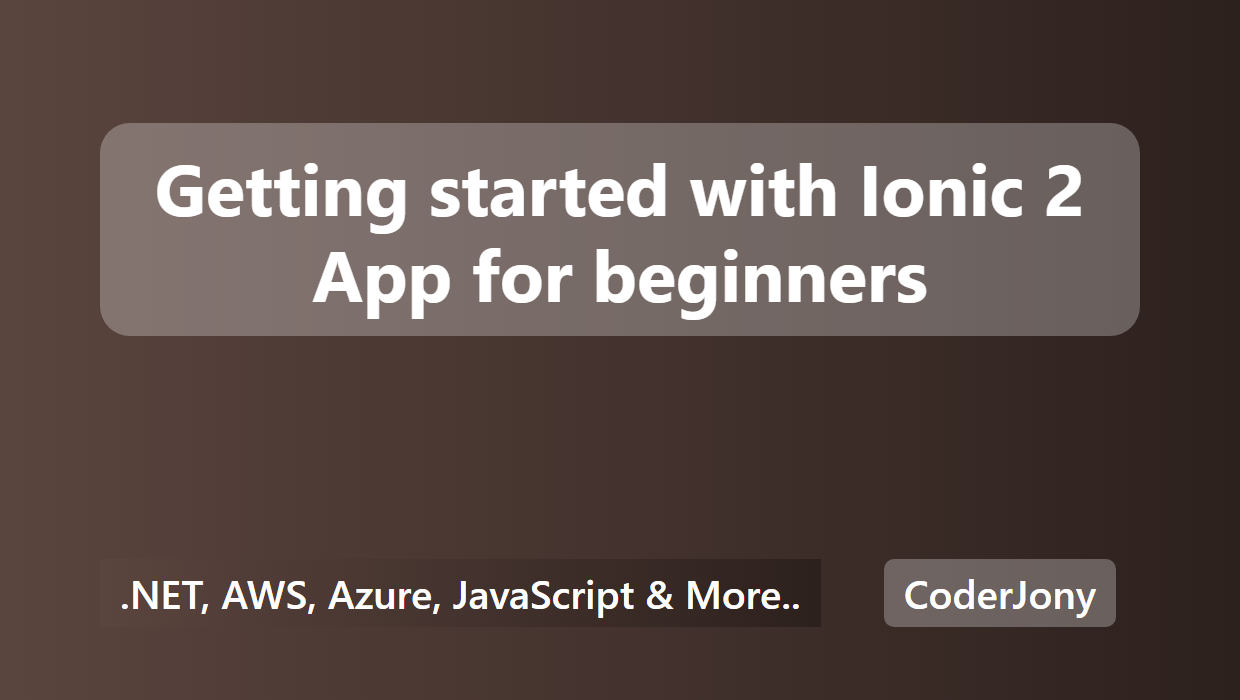 Getting started with Ionic 2
App for beginners
.NET, AWS, Azure, JavaScript & More..
CoderJony